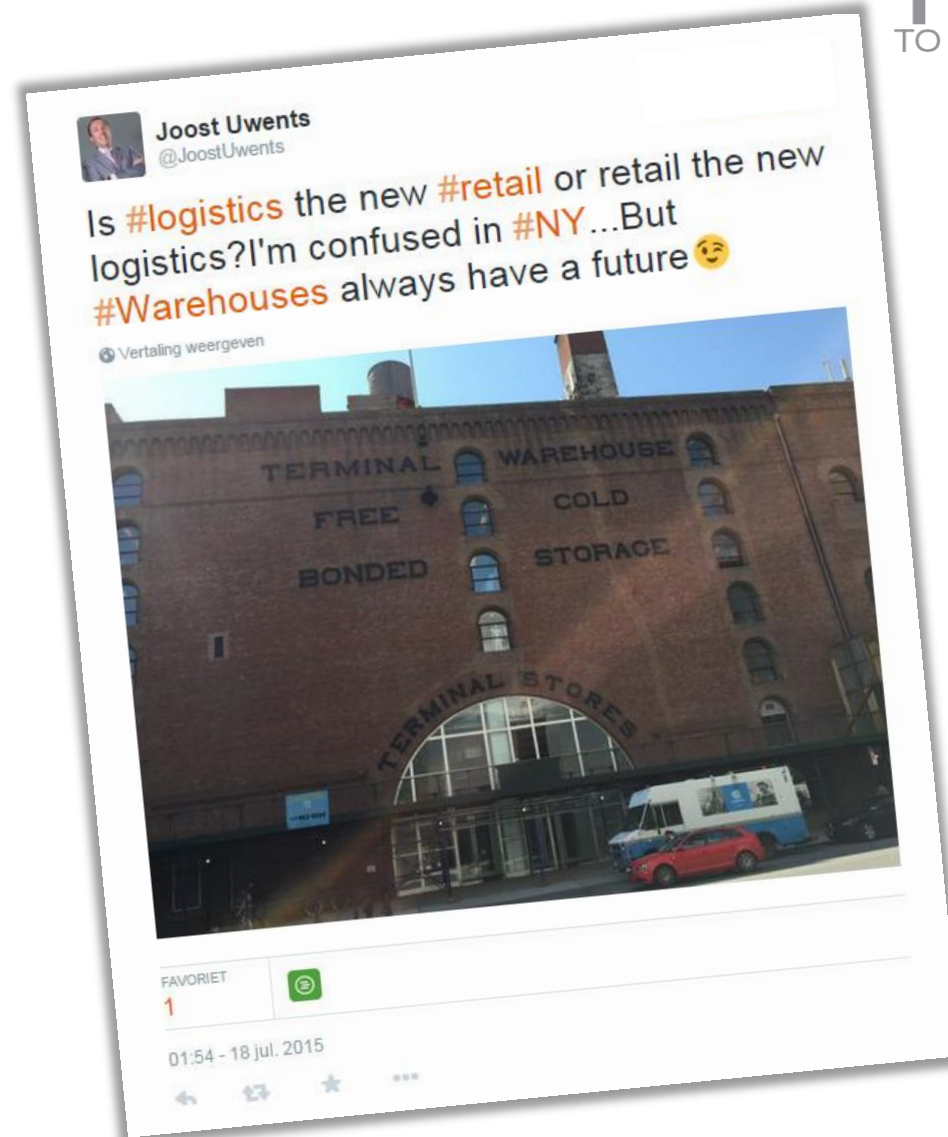 TO
Joost Uwents
@JoostUwents
Is #logistics the new #retail or retail the new
logistics?I'm confused in #NY...But
#Warehouses always have a future😉
Vertaling weergeven
TERMINAL WAREHOUSE
FREE COLD
BONDED STORAGE
TERMINAL STORES
FAVORIET
1
01:54 - 18 jul. 2015